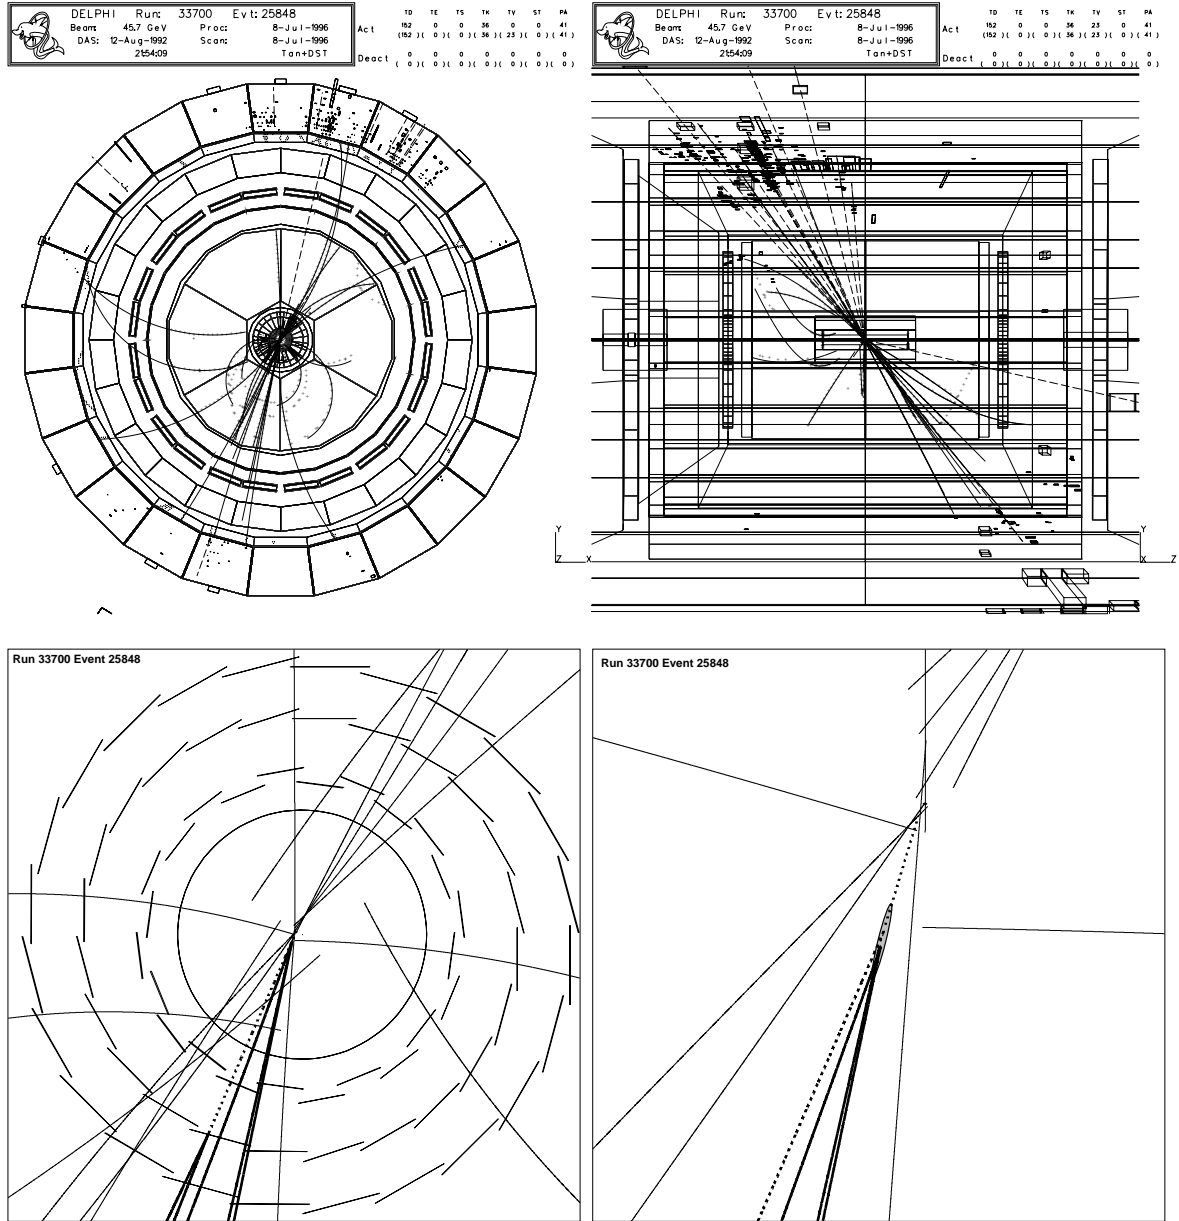 DELPHI Run: 33700 Evt: 25848
Beam: 45.7 GeV Proc: 8-Jul-1996
DAS: 12-Aug-1992 Scan: 8-Jul-1996
21:54:09 Tan+DST
TD TE TS TK TV ST PA
Act 152 0 0 36 23 0 41
(152)( 0)( 0)( 36)( 23)( 0)( 41)
Deact 0 0 0 0 0 0 0
( 0)( 0)( 0)( 0)( 0)( 0)( 0)
DELPHI Run: 33700 Evt: 25848
Beam: 45.7 GeV Proc: 8-Jul-1996
DAS: 12-Aug-1992 Scan: 8-Jul-1996
21:54:09 Tan+DST
TD TE TS TK TV ST PA
Act 152 0 0 36 23 0 41
(152)( 0)( 0)( 36)( 23)( 0)( 41)
Deact 0 0 0 0 0 0 0
( 0)( 0)( 0)( 0)( 0)( 0)( 0)
Y
Z X
Y
X Z
Run 33700 Event 25848
Run 33700 Event 25848